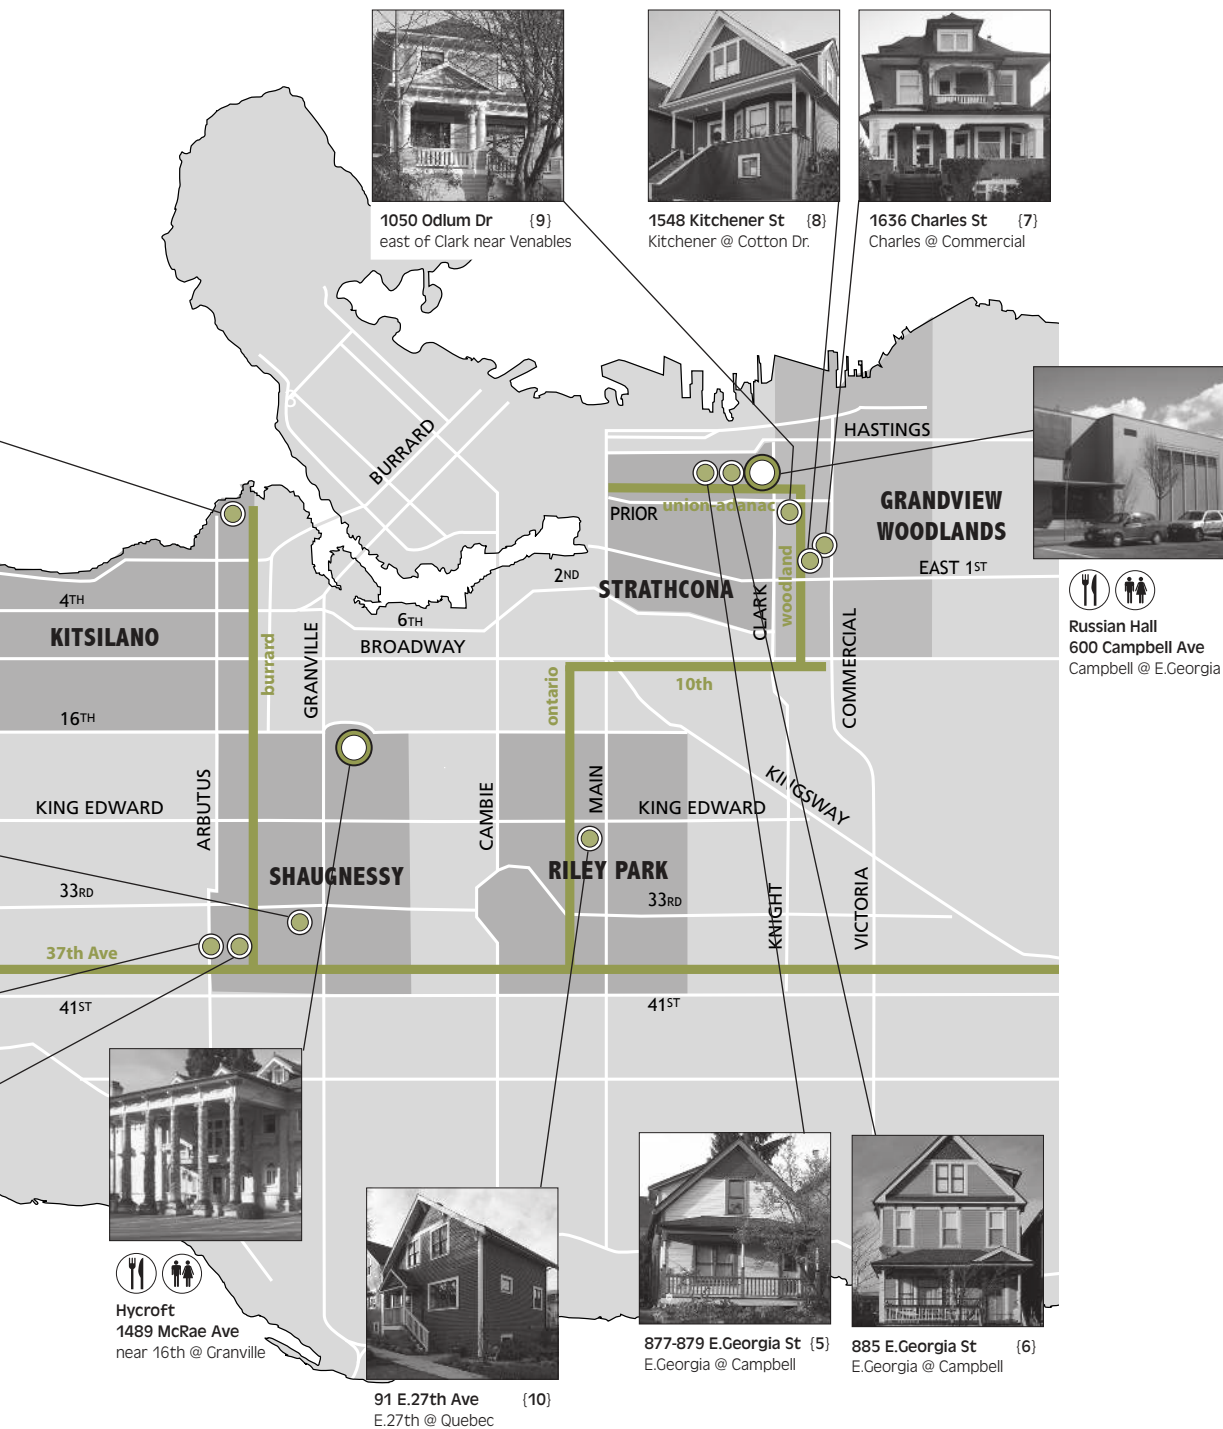 1050 Odlum Dr {9}
east of Clark near Venables
1548 Kitchener St {8}
Kitchener @ Cotton Dr.
1636 Charles St {7}
Charles @ Commercial
BURRARD
HASTINGS
GRANDVIEW
WOODLANDS
union-adanac
PRIOR
EAST 1ST
2ND
STRATHCONA
CLARK
woodland
4TH
6TH
KITSILANO
BROADWAY
burrard
GRANVILLE
COMMERCIAL
Russian Hall
600 Campbell Ave
Campbell @ E.Georgia
ontario
10th
16TH
ARBUTUS
CAMBIE
MAIN
KINGSWAY
KING EDWARD
KING EDWARD
SHAUGNESSY
RILEY PARK
33RD
33RD
KNIGHT
VICTORIA
37th Ave
41ST
41ST
Hycroft
1489 McRae Ave
near 16th @ Granville
877-879 E.Georgia St {5}
E.Georgia @ Campbell
885 E.Georgia St {6}
E.Georgia @ Campbell
91 E.27th Ave {10}
E.27th @ Quebec